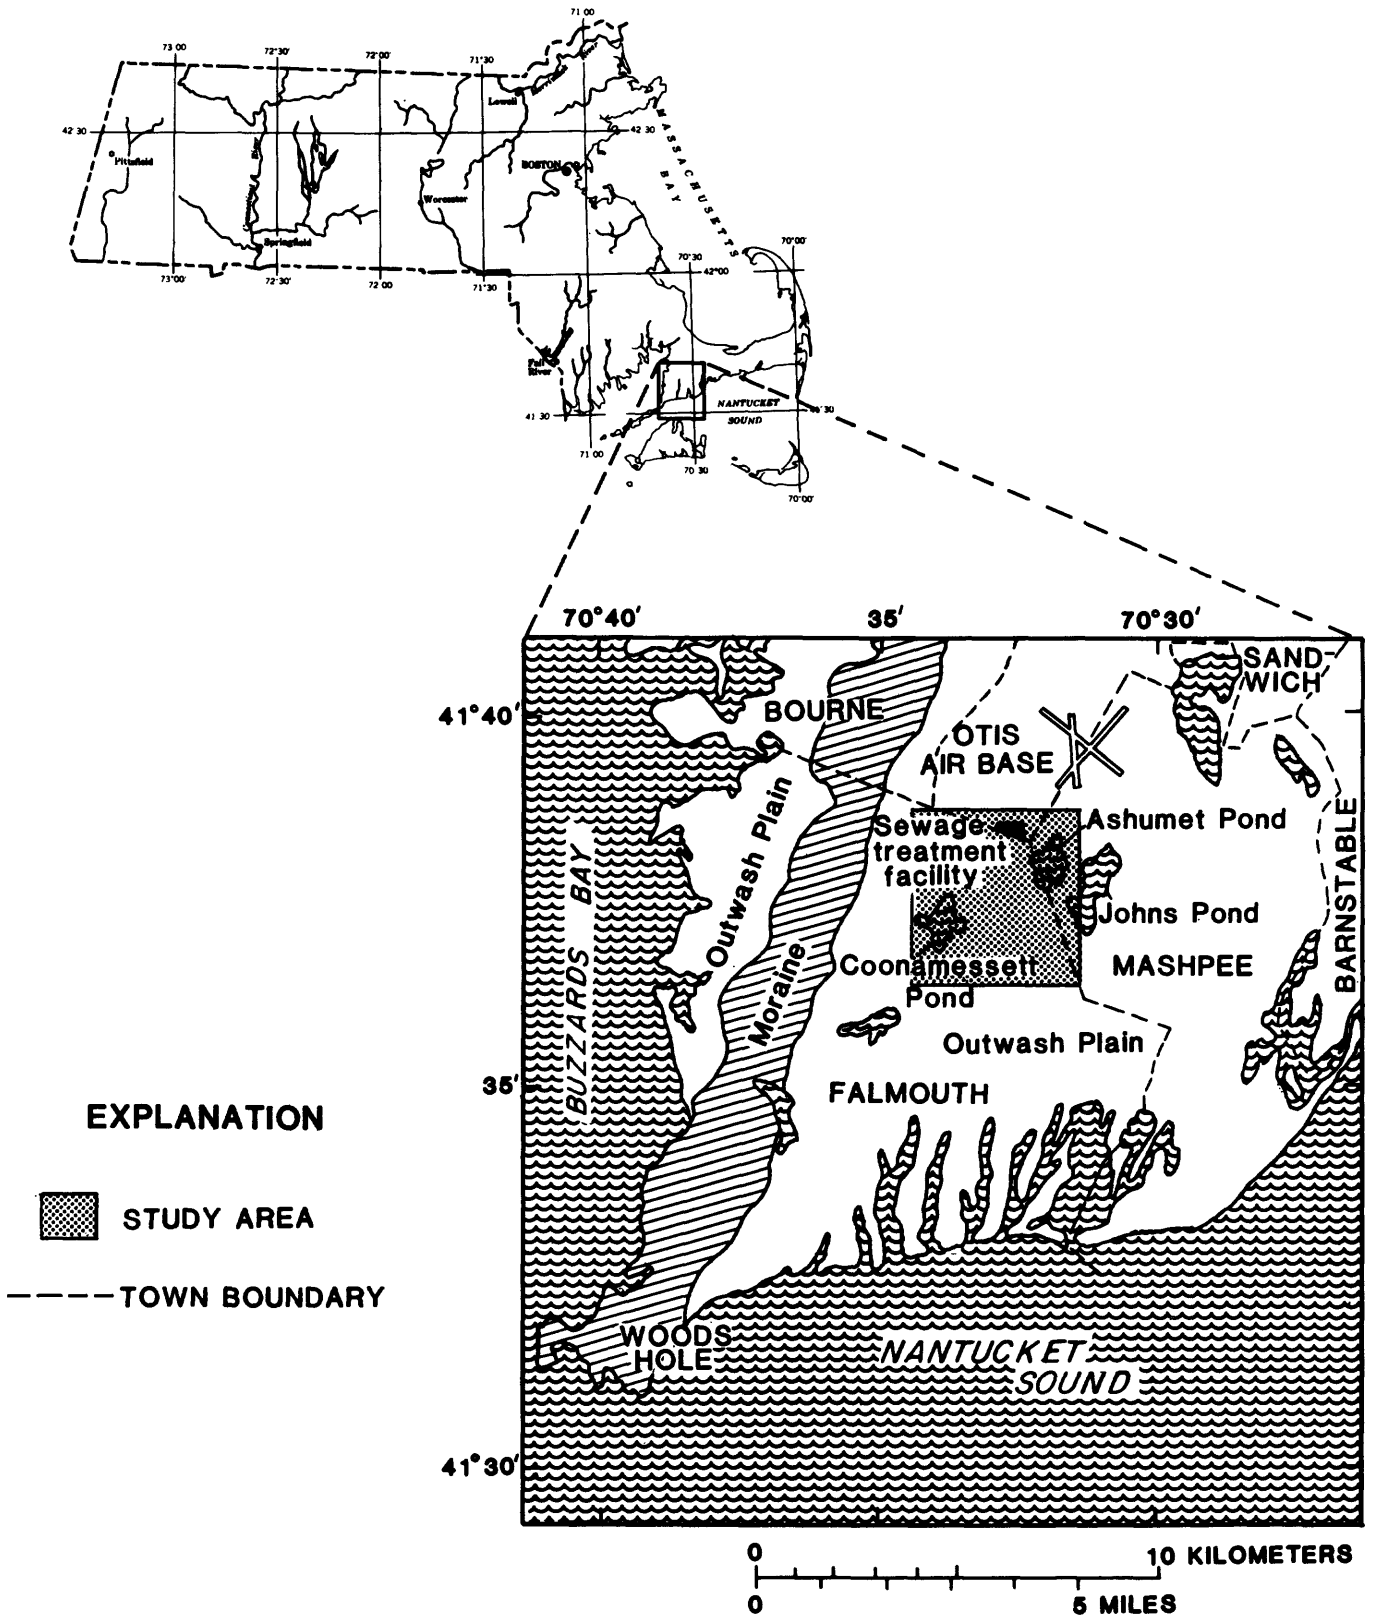 71 00
73 00
72°30'
72°00'
71°30
Merrimack River
Lowell
42 30
42 30
Pittsfield
River
BOSTON
MASSACHUSETTS
BAY
Worcester
Connecticut
Springfield
70°00'
70°30
42°00
73°00'
72°30'
72 00
71°30
Fall
River
NANTUCKET
SOUND
41 30
71 00
70 30
70°00'
70°40'
35'
70°30'
SAND-
WICH
41°40'
BOURNE
OTIS
AIR BASE
Outwash Plain
Sewage
treatment
facility
Ashumet Pond
BARNSTABLE
BUZZARDS BAY
Johns Pond
Moraine
Coonamessett
Pond
MASHPEE
Outwash Plain
35'
FALMOUTH
EXPLANATION
STUDY AREA
TOWN BOUNDARY
WOODS
HOLE
NANTUCKET
SOUND
41°30'
0
10 KILOMETERS
0
5 MILES